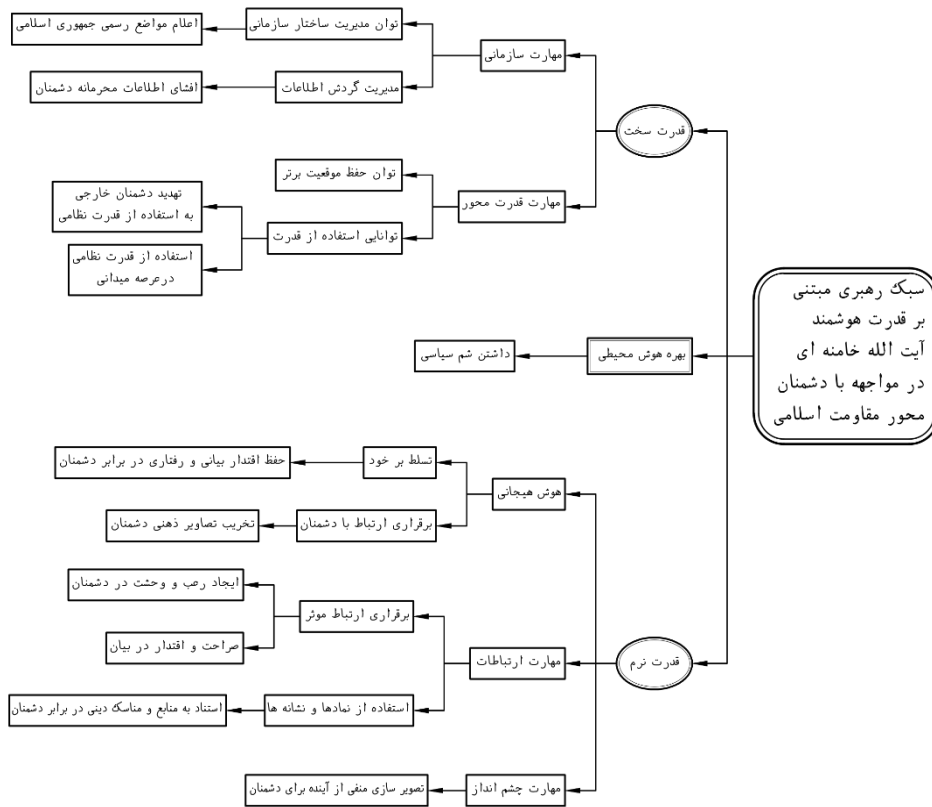 سبک رهبری مبتنی
بر قدرت هوشمند
آیت الله خامنه ای
در مواجهه با دشمنان
محور مقاومت اسلامی
قدرت سخت
مهارت سازمانی
توان مدیریت ساختار سازمانی
اعلام مواضع رسمی جمهوری اسلامی
مدیریت گردش اطلاعات
افشای اطلاعات محرمانه دشمنان
مهارت قدرت محور
توان حفظ موقعیت برتر
توانایی استفاده از قدرت
تهدید دشمنان خارجی
به استفاده از قدرت نظامی
استفاده از قدرت نظامی
درعرصه میدانی
بهره هوش محیطی
داشتن شم سیاسی
قدرت نرم
هوش هیجانی
تسلط بر خود
حفظ اقتدار بیانی و رفتاری در برابر دشمنان
برقراری ارتباط با دشمنان
تخریب تصاویر ذهنی دشمنان
مهارت ارتباطات
برقراری ارتباط موثر
ایجاد رعب و وحشت در دشمنان
صراحت و اقتدار در بیان
استفاده از نمادها و نشانه ها
استناد به منابع و مناسک دینی در برابر دشمنان
مهارت چشم انداز
تصویر سازی منفی از آینده برای دشمنان